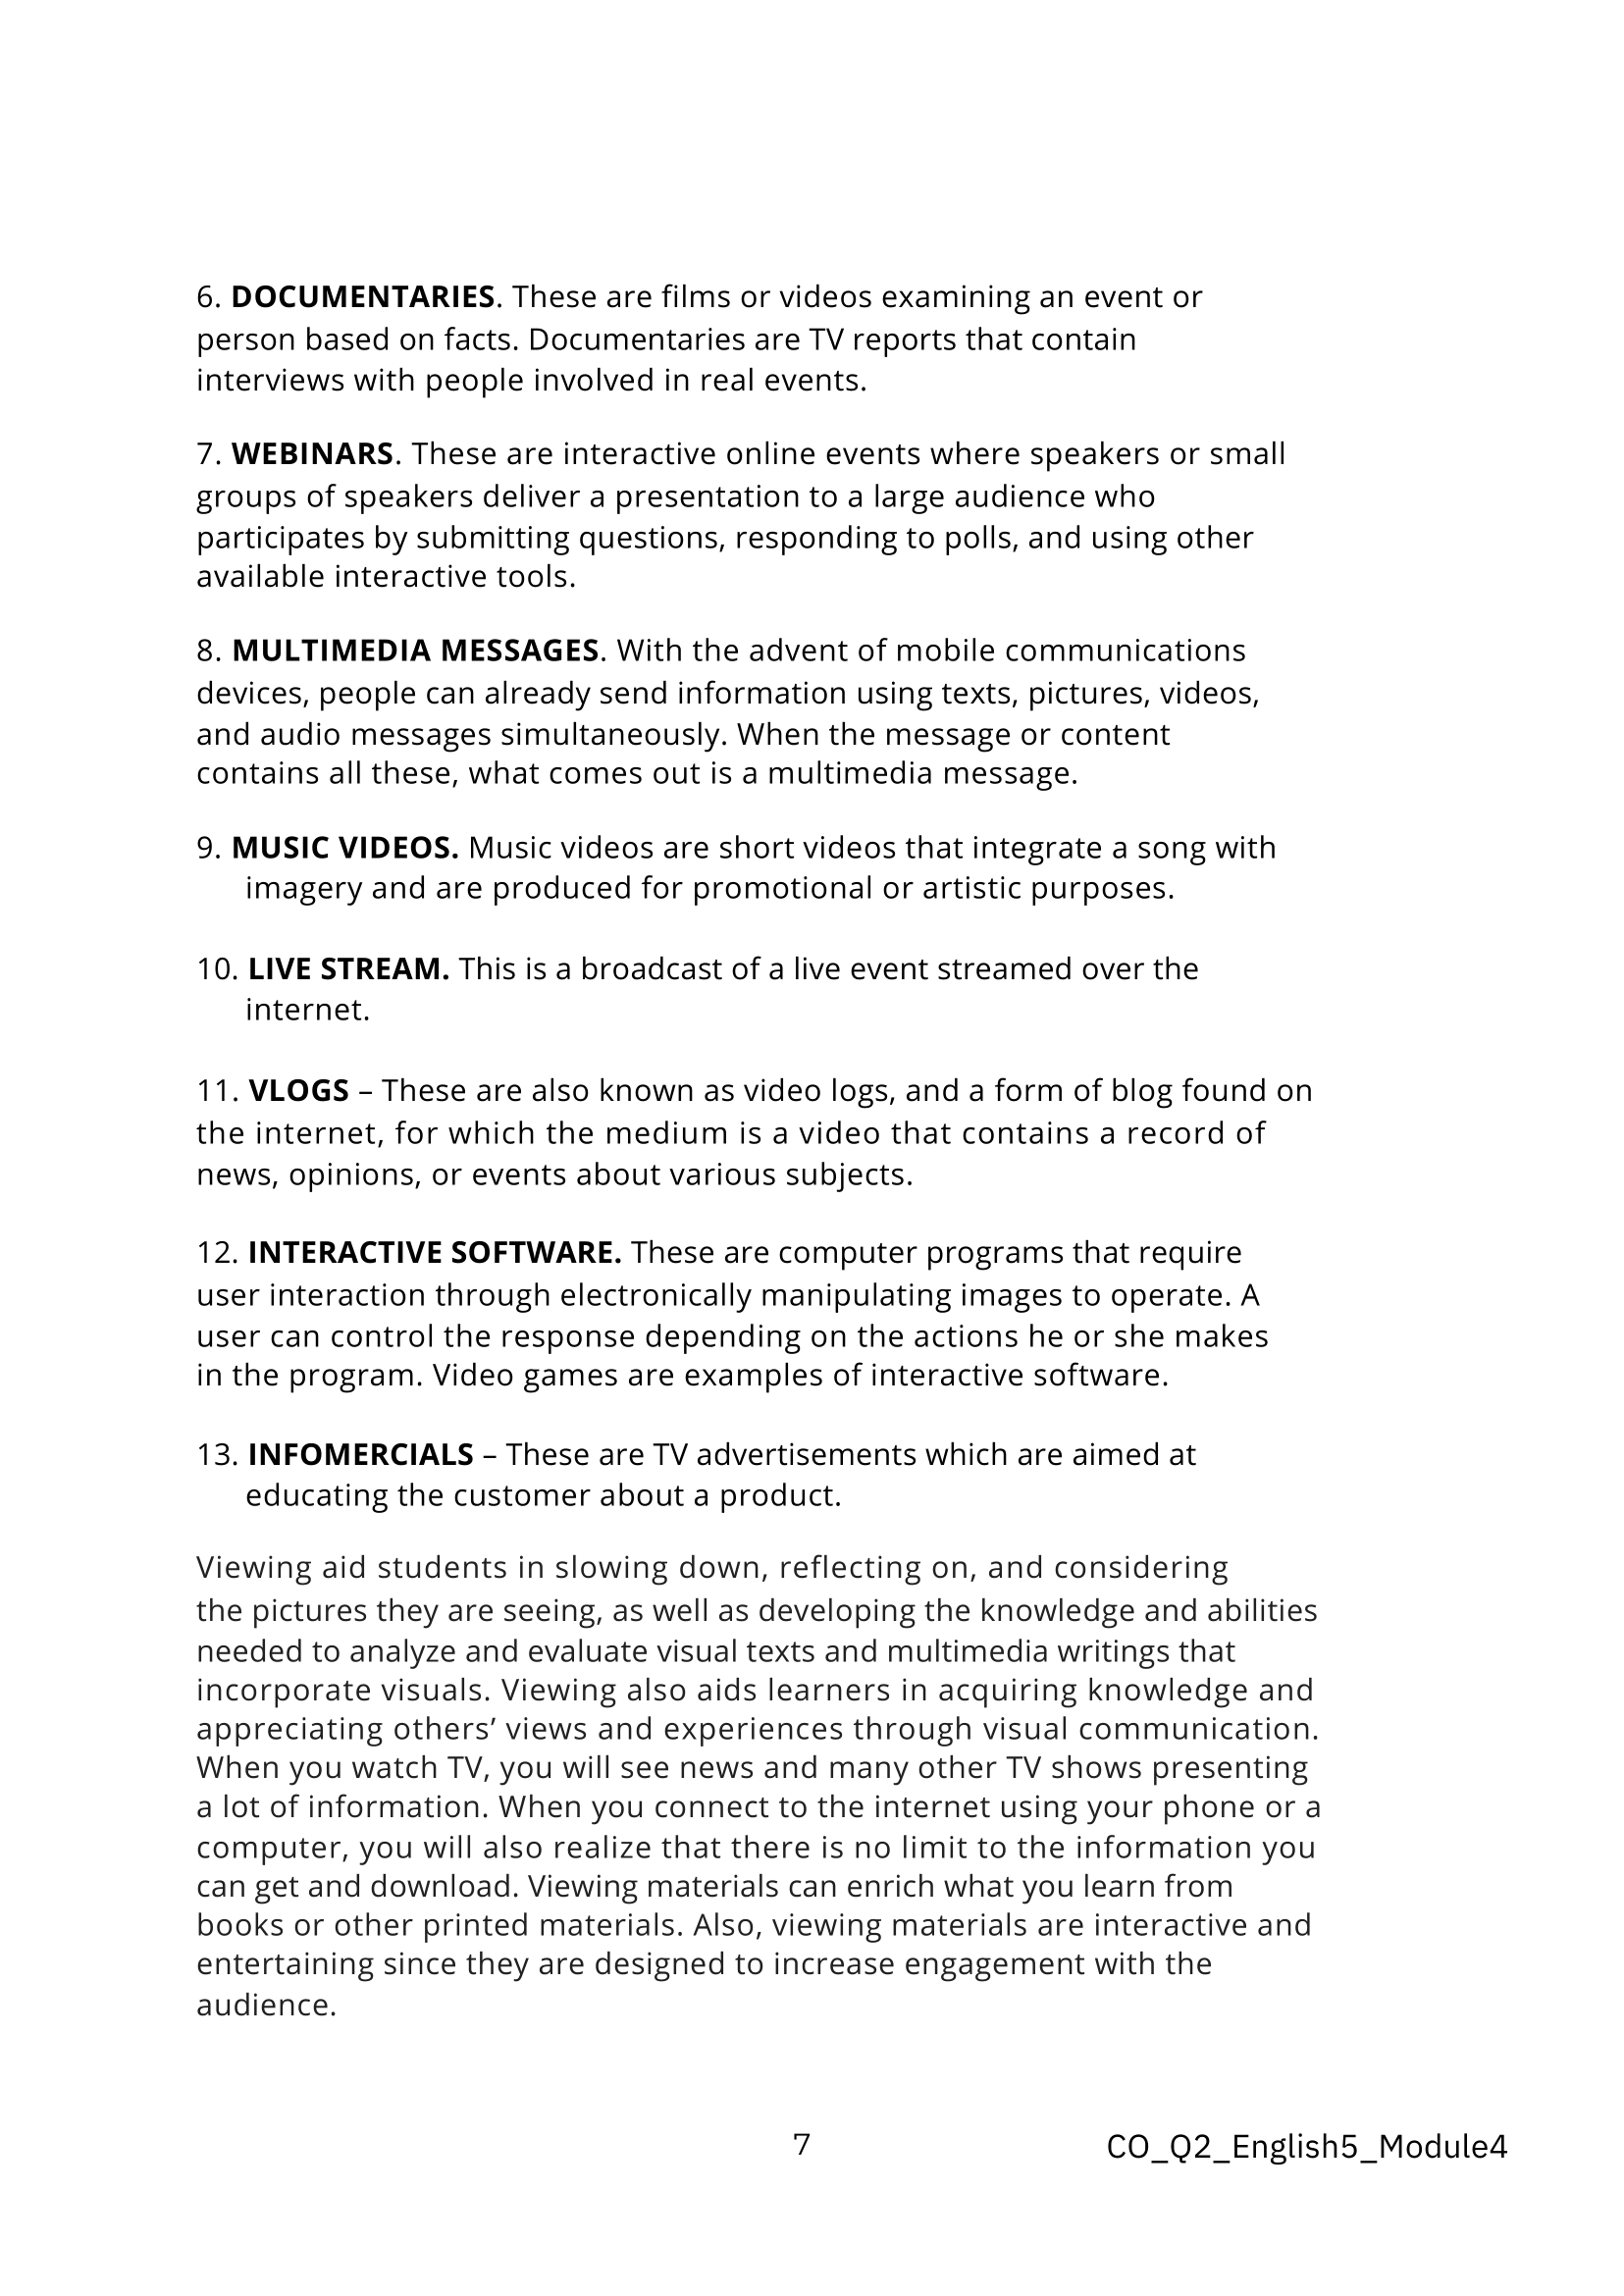 6. DOCUMENTARIES. These are films or videos examining an event or
person based on facts. Documentaries are TV reports that contain
interviews with people involved in real events.
7. WEBINARS. These are interactive online events where speakers or small
groups of speakers deliver a presentation to a large audience who
participates by submitting questions, responding to polls, and using other
available interactive tools.
8. MULTIMEDIA MESSAGES. With the advent of mobile communications
devices, people can already send information using texts, pictures, videos,
and audio messages simultaneously. When the message or content
contains all these, what comes out is a multimedia message.
9. MUSIC VIDEOS. Music videos are short videos that integrate a song with
imagery and are produced for promotional or artistic purposes.
10. LIVE STREAM. This is a broadcast of a live event streamed over the
internet.
11. VLOGS – These are also known as video logs, and a form of blog found on
the internet, for which the medium is a video that contains a record of
news, opinions, or events about various subjects.
12. INTERACTIVE SOFTWARE. These are computer programs that require
user interaction through electronically manipulating images to operate. A
user can control the response depending on the actions he or she makes
in the program. Video games are examples of interactive software.
13. INFOMERCIALS – These are TV advertisements which are aimed at
educating the customer about a product.
Viewing aid students in slowing down, reflecting on, and considering
the pictures they are seeing, as well as developing the knowledge and abilities
needed to analyze and evaluate visual texts and multimedia writings that
incorporate visuals. Viewing also aids learners in acquiring knowledge and
appreciating others’ views and experiences through visual communication.
When you watch TV, you will see news and many other TV shows presenting
a lot of information. When you connect to the internet using your phone or a
computer, you will also realize that there is no limit to the information you
can get and download. Viewing materials can enrich what you learn from
books or other printed materials. Also, viewing materials are interactive and
entertaining since they are designed to increase engagement with the
audience.
7
CO_Q2_English5_Module4